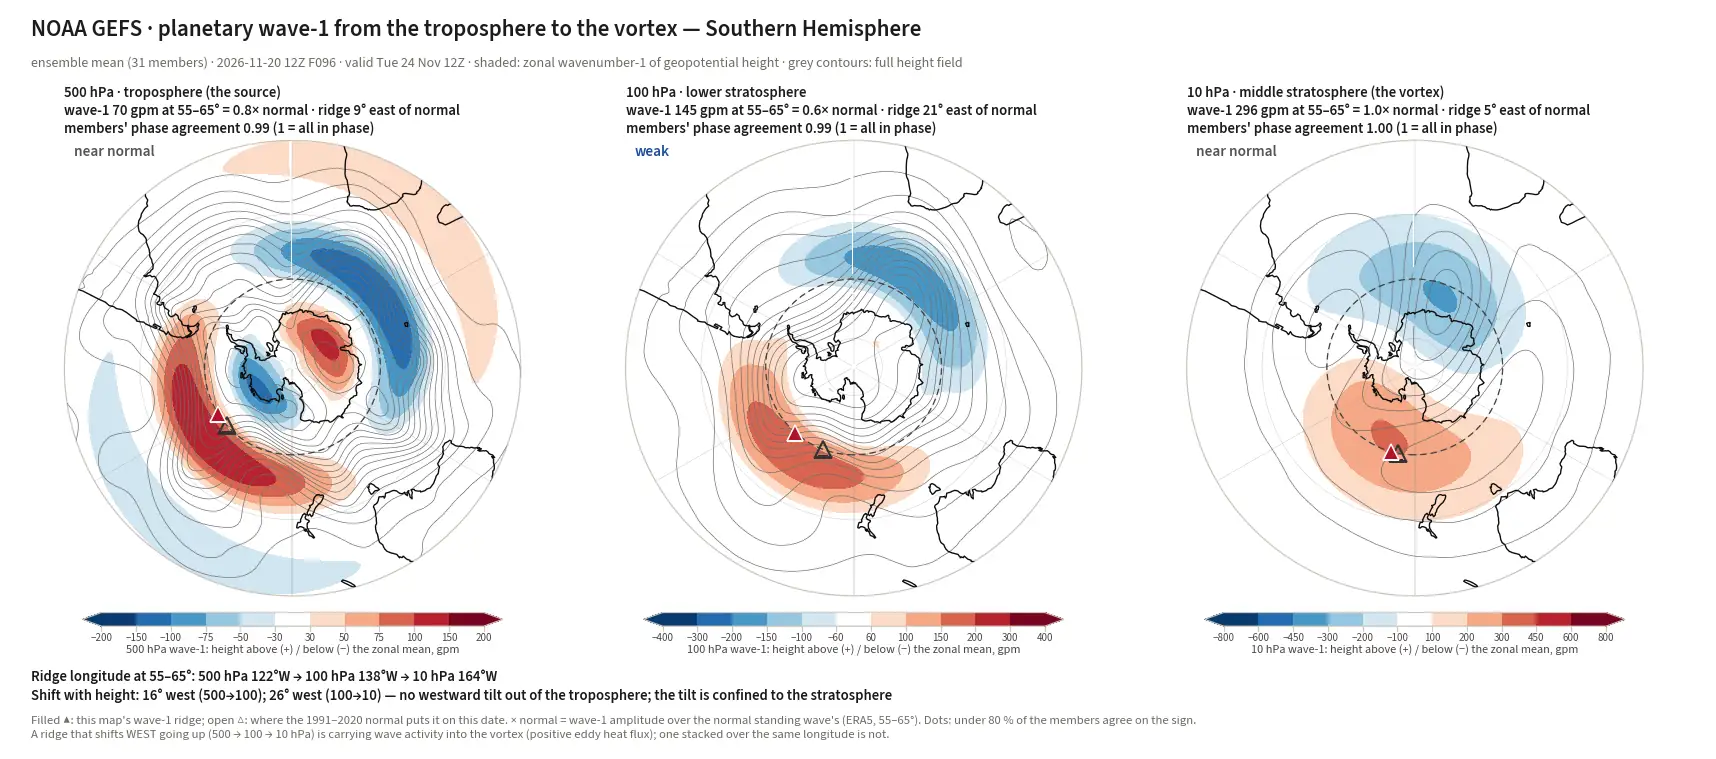 NOAA GEFS · planetary wave-1 from the troposphere to the vortex — Southern Hemisphere
ensemble mean (31 members) · 2026-11-20 12Z F096 · valid Tue 24 Nov 12Z · shaded: zonal wavenumber-1 of geopotential height · grey contours: full height field
500 hPa · troposphere (the source)
wave-1 70 gpm at 55–65° = 0.8× normal · ridge 9° east of normal
members' phase agreement 0.99 (1 = all in phase)
near normal
100 hPa · lower stratosphere
wave-1 145 gpm at 55–65° = 0.6× normal · ridge 21° east of normal
members' phase agreement 0.99 (1 = all in phase)
weak
10 hPa · middle stratosphere (the vortex)
wave-1 296 gpm at 55–65° = 1.0× normal · ridge 5° east of normal
members' phase agreement 1.00 (1 = all in phase)
near normal
−200 −150 −100 −75 −50 −30 30 50 75 100 150 200
500 hPa wave-1: height above (+) / below (−) the zonal mean, gpm
−400 −300 −200 −150 −100 −60 60 100 150 200 300 400
100 hPa wave-1: height above (+) / below (−) the zonal mean, gpm
−800 −600 −450 −300 −200 −100 100 200 300 450 600 800
10 hPa wave-1: height above (+) / below (−) the zonal mean, gpm
Ridge longitude at 55–65°: 500 hPa 122°W → 100 hPa 138°W → 10 hPa 164°W
Shift with height: 16° west (500→100); 26° west (100→10) — no westward tilt out of the troposphere; the tilt is confined to the stratosphere
Filled ▲: this map's wave-1 ridge; open △: where the 1991–2020 normal puts it on this date. × normal = wave-1 amplitude over the normal standing wave's (ERA5, 55–65°). Dots: under 80 % of the members agree on the sign.
A ridge that shifts WEST going up (500 → 100 → 10 hPa) is carrying wave activity into the vortex (positive eddy heat flux); one stacked over the same longitude is not.